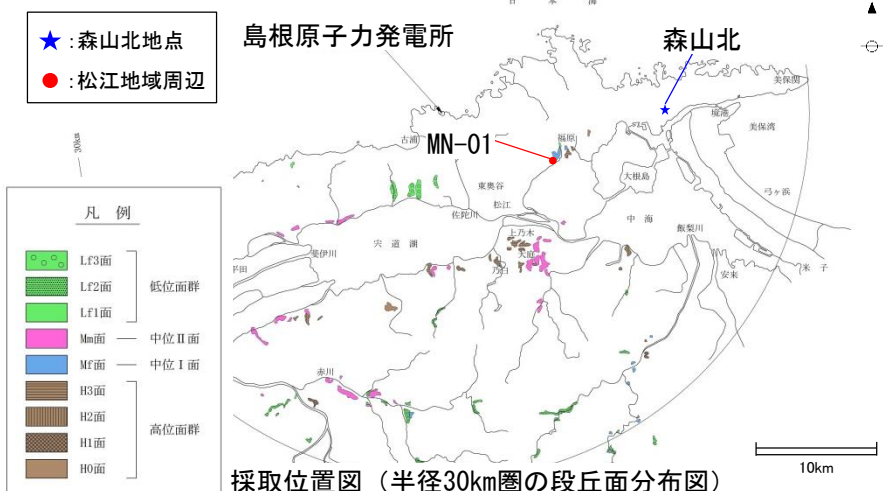 日本海
★：森山北地点
●：松江地域周辺
島根原子力発電所
森山北
美保関
境港
美保湾
古浦
福原
MN-01
30km
大根島
東奥谷
弓ヶ浜
松江
佐陀川
中海
飯梨川
凡例
上乃木
斐伊川
宍道湖
大庭
乃白
平田
安来
米子
Lf3面
Lf2面
低位面群
Lf1面
Mm面
中位Ⅱ面
Mf面
中位Ⅰ面
赤川
H3面
H2面
高位面群
H1面
H0面
10km
採取位置図（半径30km圏の段丘面分布図）